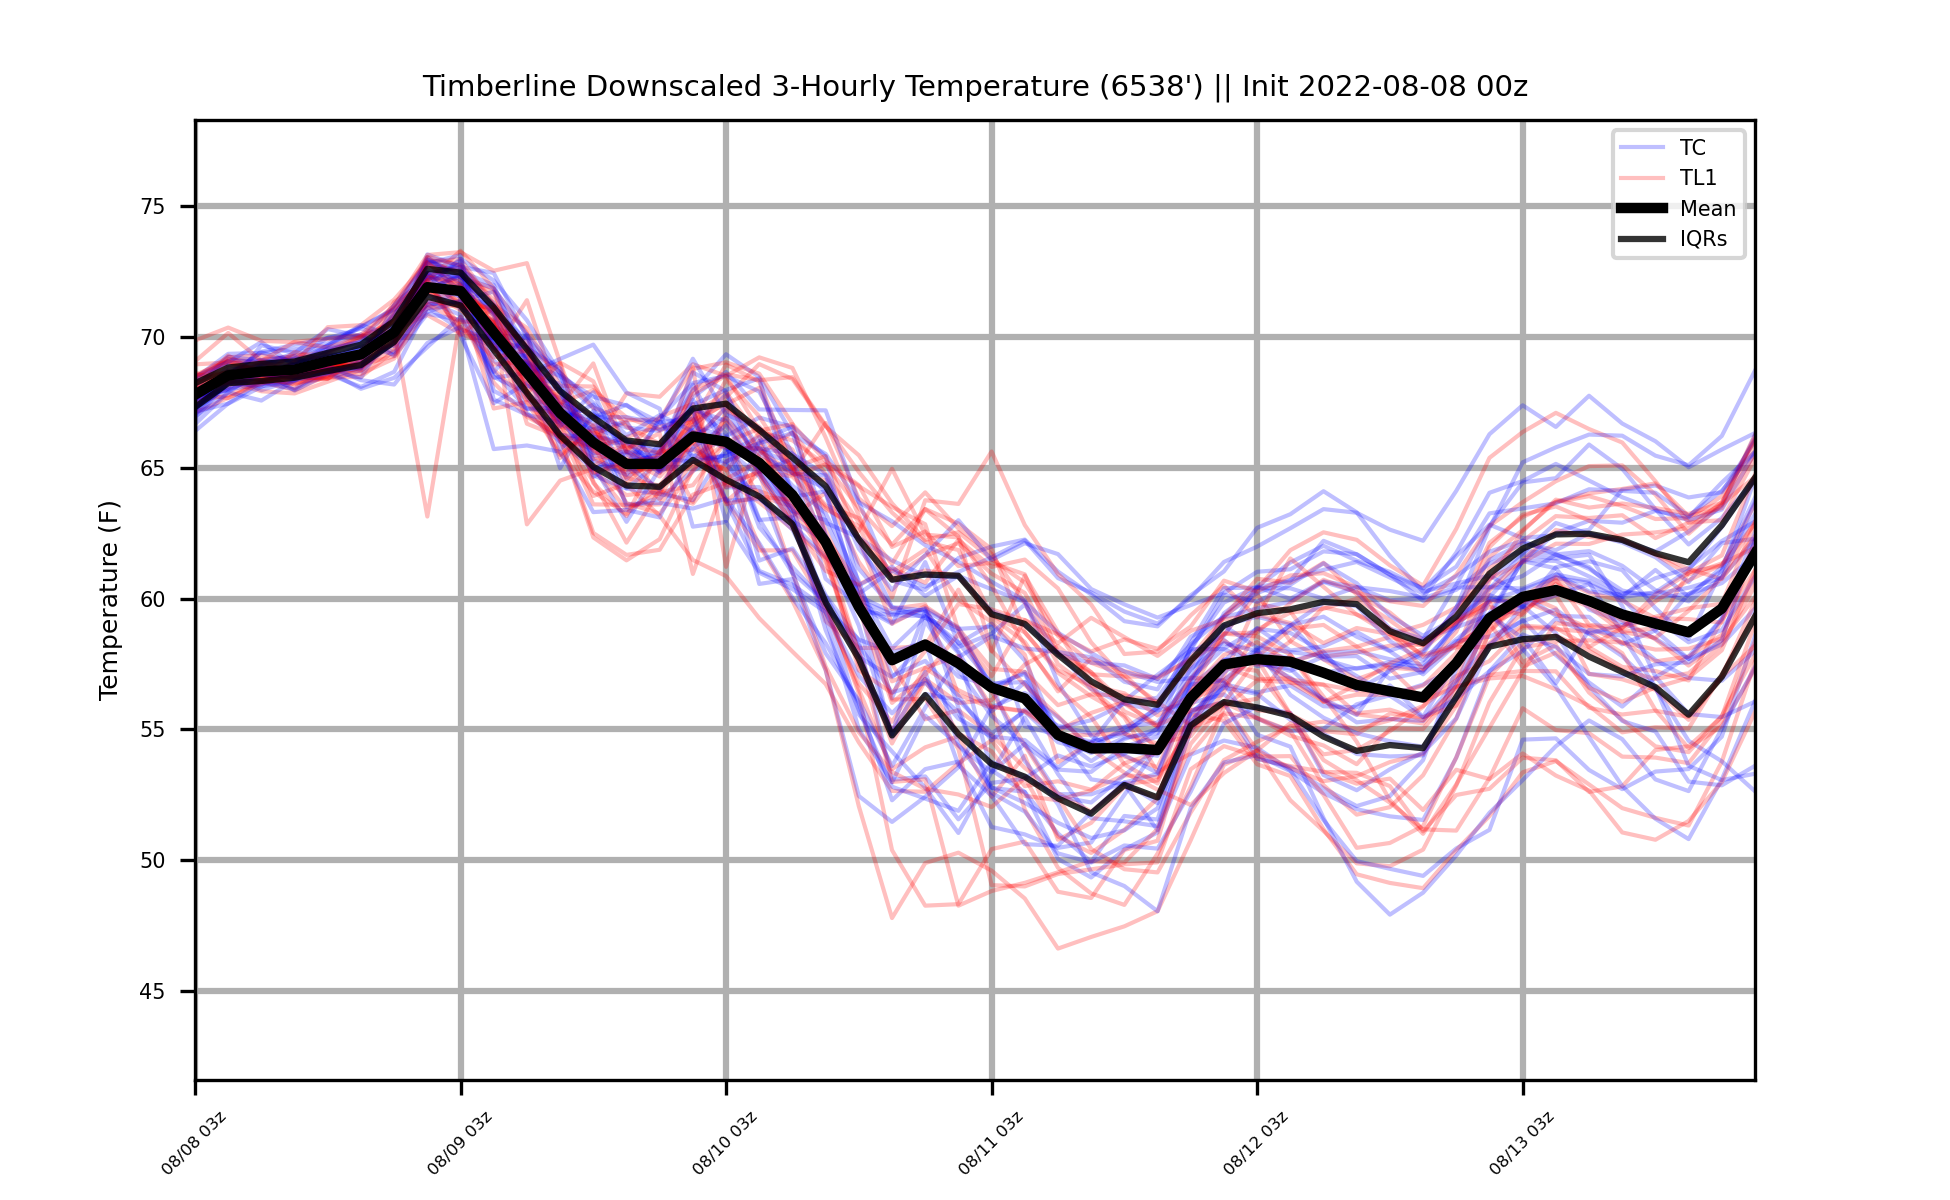 Timberline Downscaled 3-Hourly Temperature (6538') || Init 2022-08-08 00z
TC
TL1
Mean
IQRs
Temperature (F)
75
70
65
60
55
50
45
08/08 03z
08/09 03z
08/10 03z
08/11 03z
08/12 03z
08/13 03z